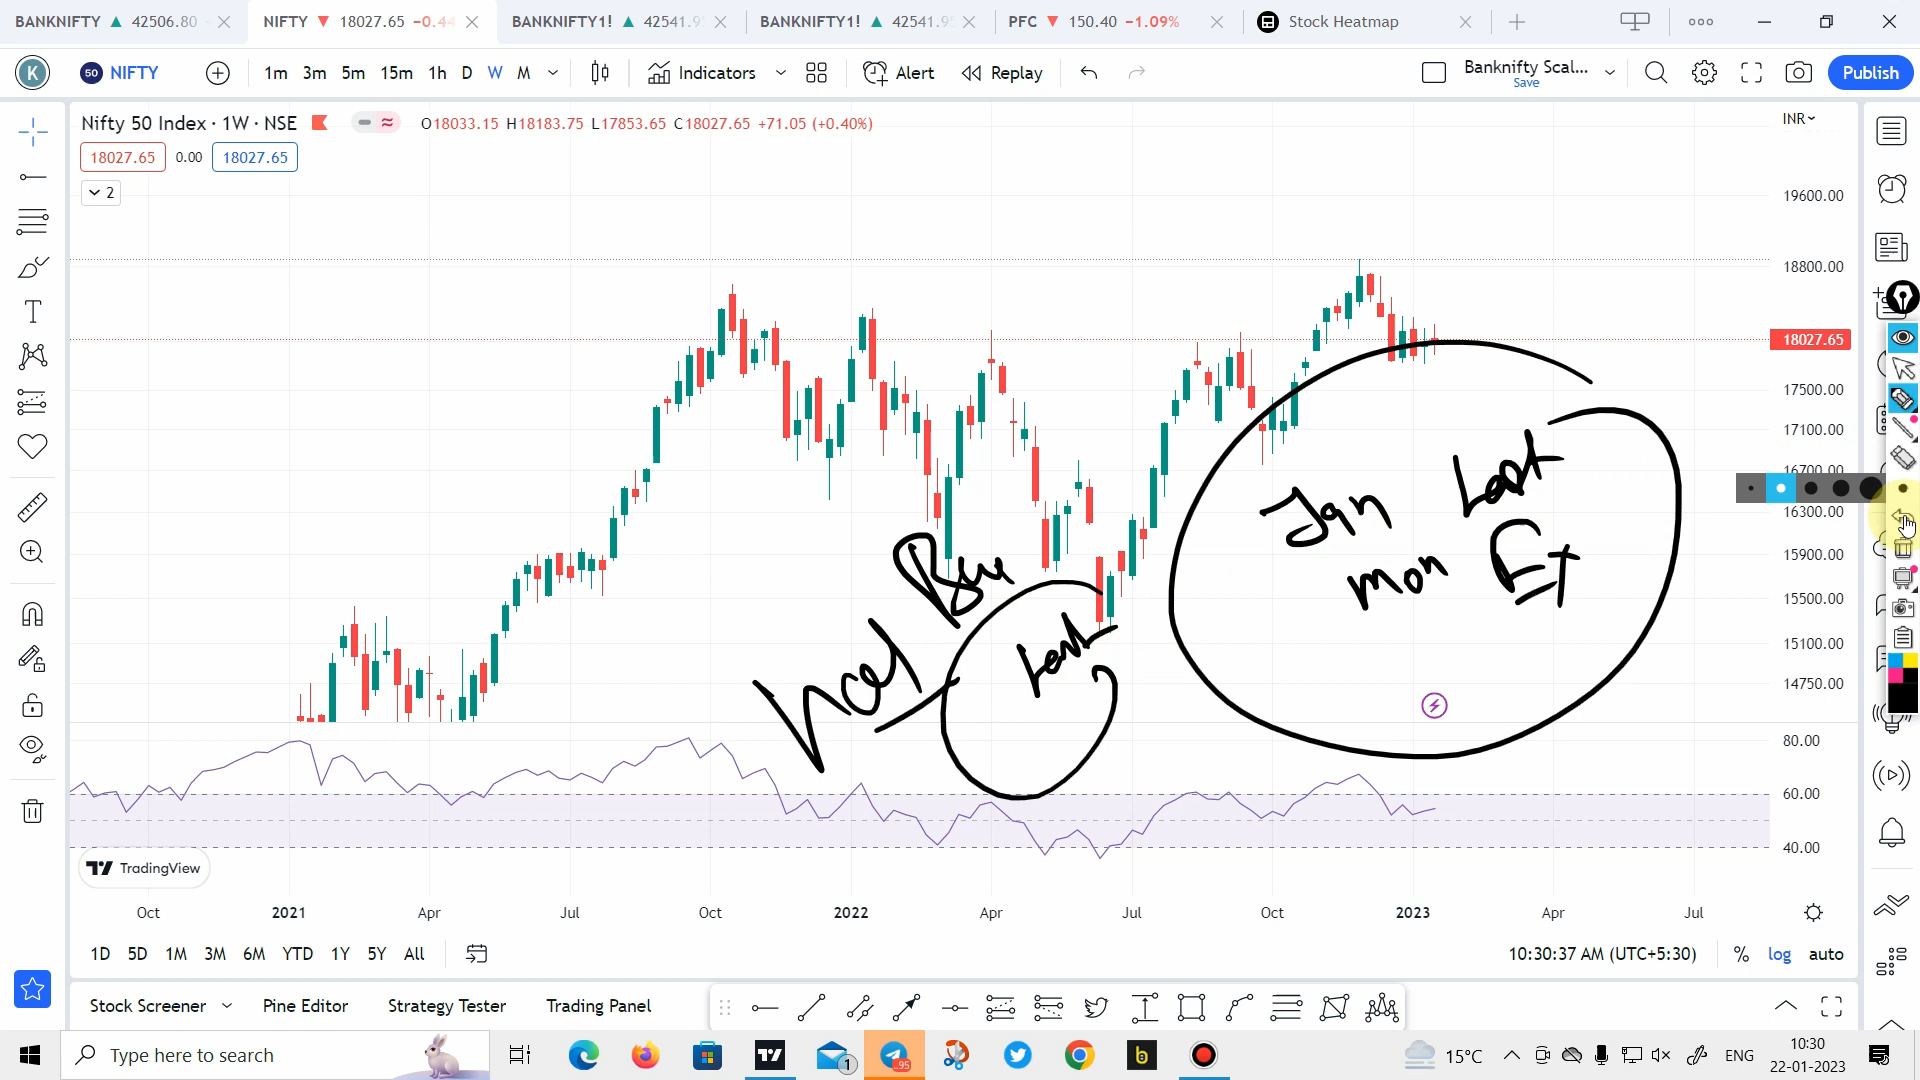 BANKNIFTY ▲ 42506.80
NIFTY ▼ 18027.65 -0.44
BANKNIFTY1! ▲ 42541.9
BANKNIFTY1! ▲ 42541.95
PFC ▼ 150.40 −1.09%
Stock Heatmap
K
50 NIFTY
1m 3m 5m 15m 1h D W M
Indicators
Alert
Replay
Banknifty Scal...
Save
Publish
Nifty 50 Index · 1W · NSE
O18033.15 H18183.75 L17853.65 C18027.65 +71.05 (+0.40%)
INR
18027.65 0.00 18027.65
2
19600.00
18800.00
18027.65
17500.00
17100.00
16700.00
16300.00
15900.00
15500.00
15100.00
14750.00
80.00
60.00
40.00
Jan
mon Ex
TradingView
Oct 2021 Apr Jul Oct 2022 Apr Jul Oct 2023 Apr Jul
1D 5D 1M 3M 6M YTD 1Y 5Y All
10:30:37 AM (UTC+5:30)
% log auto
Stock Screener
Pine Editor
Strategy Tester
Trading Panel
Type here to search
1
.95
15°C
ENG
10:30
22-01-2023